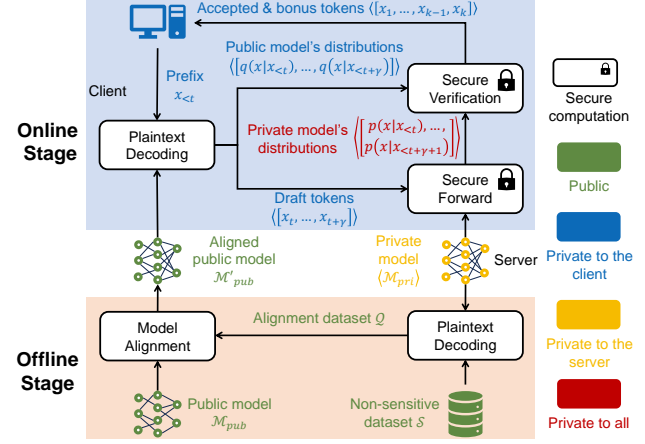 Accepted & bonus tokens ⟨[x₁, …, xₖ₋₁, xₖ]⟩
Public model's distributions
⟨[q(x|x<t), …, q(x|x<t+γ)]⟩
Prefix
x<t
Client
Secure
Verification
Online
Stage
Plaintext
Decoding
Private model's
distributions
⟨[p(x|x<t), …,
p(x|x<t+γ+1)]⟩
Draft tokens
⟨[xₜ, …, xₜ₊γ]⟩
Secure
Forward
Aligned
public model
ℳ′pub
Private
model
⟨ℳpri⟩
Server
Model
Alignment
Alignment dataset 𝒬
Plaintext
Decoding
Offline
Stage
Public model
ℳpub
Non-sensitive
dataset 𝒮
Secure
computation
Public
Private to the
client
Private to
the server
Private to all